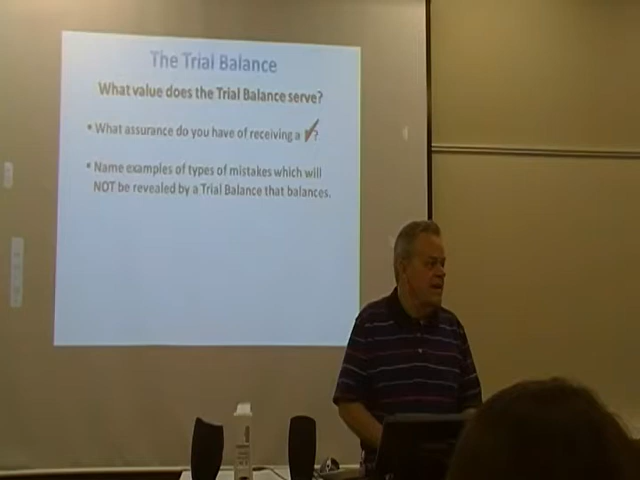 The Trial Balance
What value does the Trial Balance serve?
• What assurance do you have of receiving a ✓?
• Name examples of types of mistakes which will
NOT be revealed by a Trial Balance that balances.